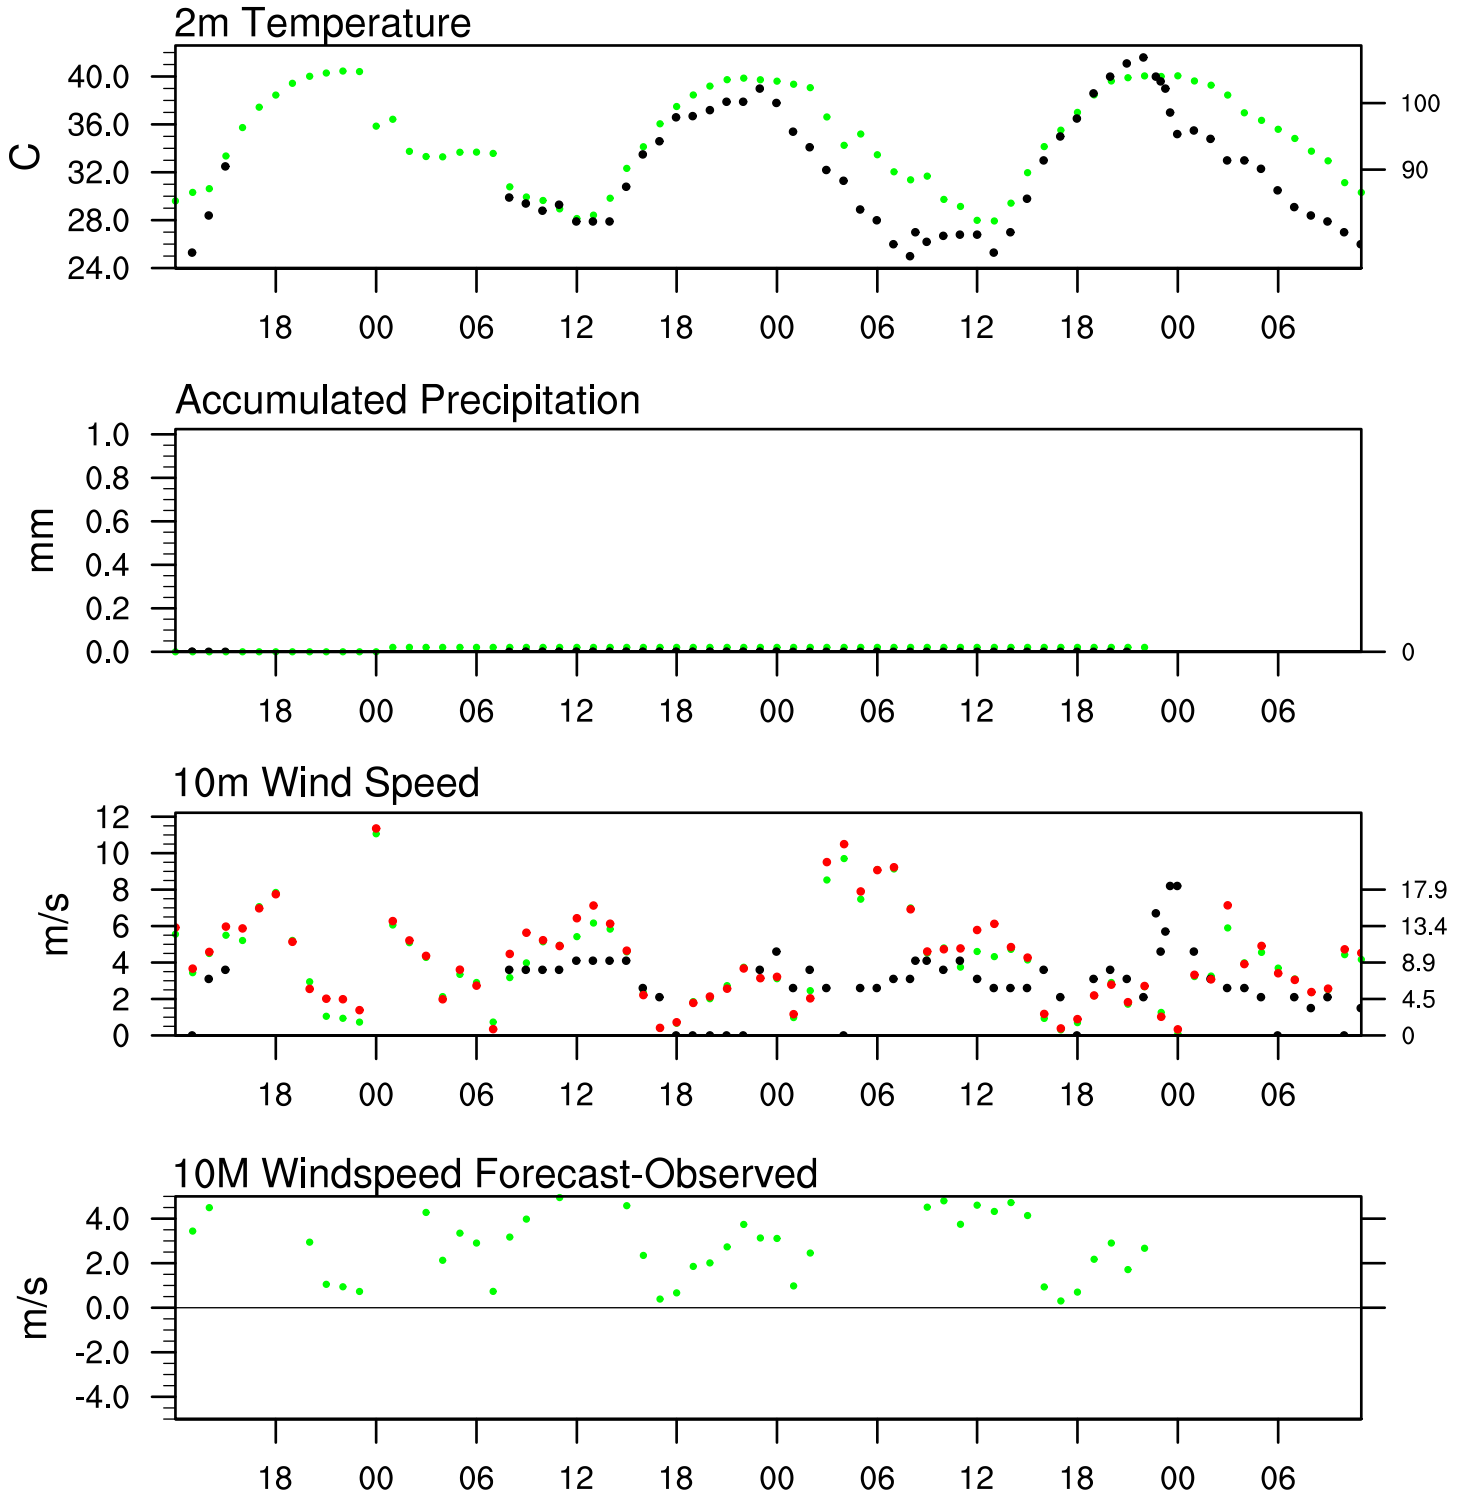 2m Temperature
C
40.0
36.0
32.0
28.0
24.0
100
90
18 00 06 12 18 00 06 12 18 00 06
Accumulated Precipitation
mm
1.0
0.8
0.6
0.4
0.2
0.0
0
18 00 06 12 18 00 06 12 18 00 06
10m Wind Speed
m/s
12
10
8
6
4
2
0
17.9
13.4
8.9
4.5
0
18 00 06 12 18 00 06 12 18 00 06
10M Windspeed Forecast-Observed
m/s
4.0
2.0
0.0
-2.0
-4.0
18 00 06 12 18 00 06 12 18 00 06